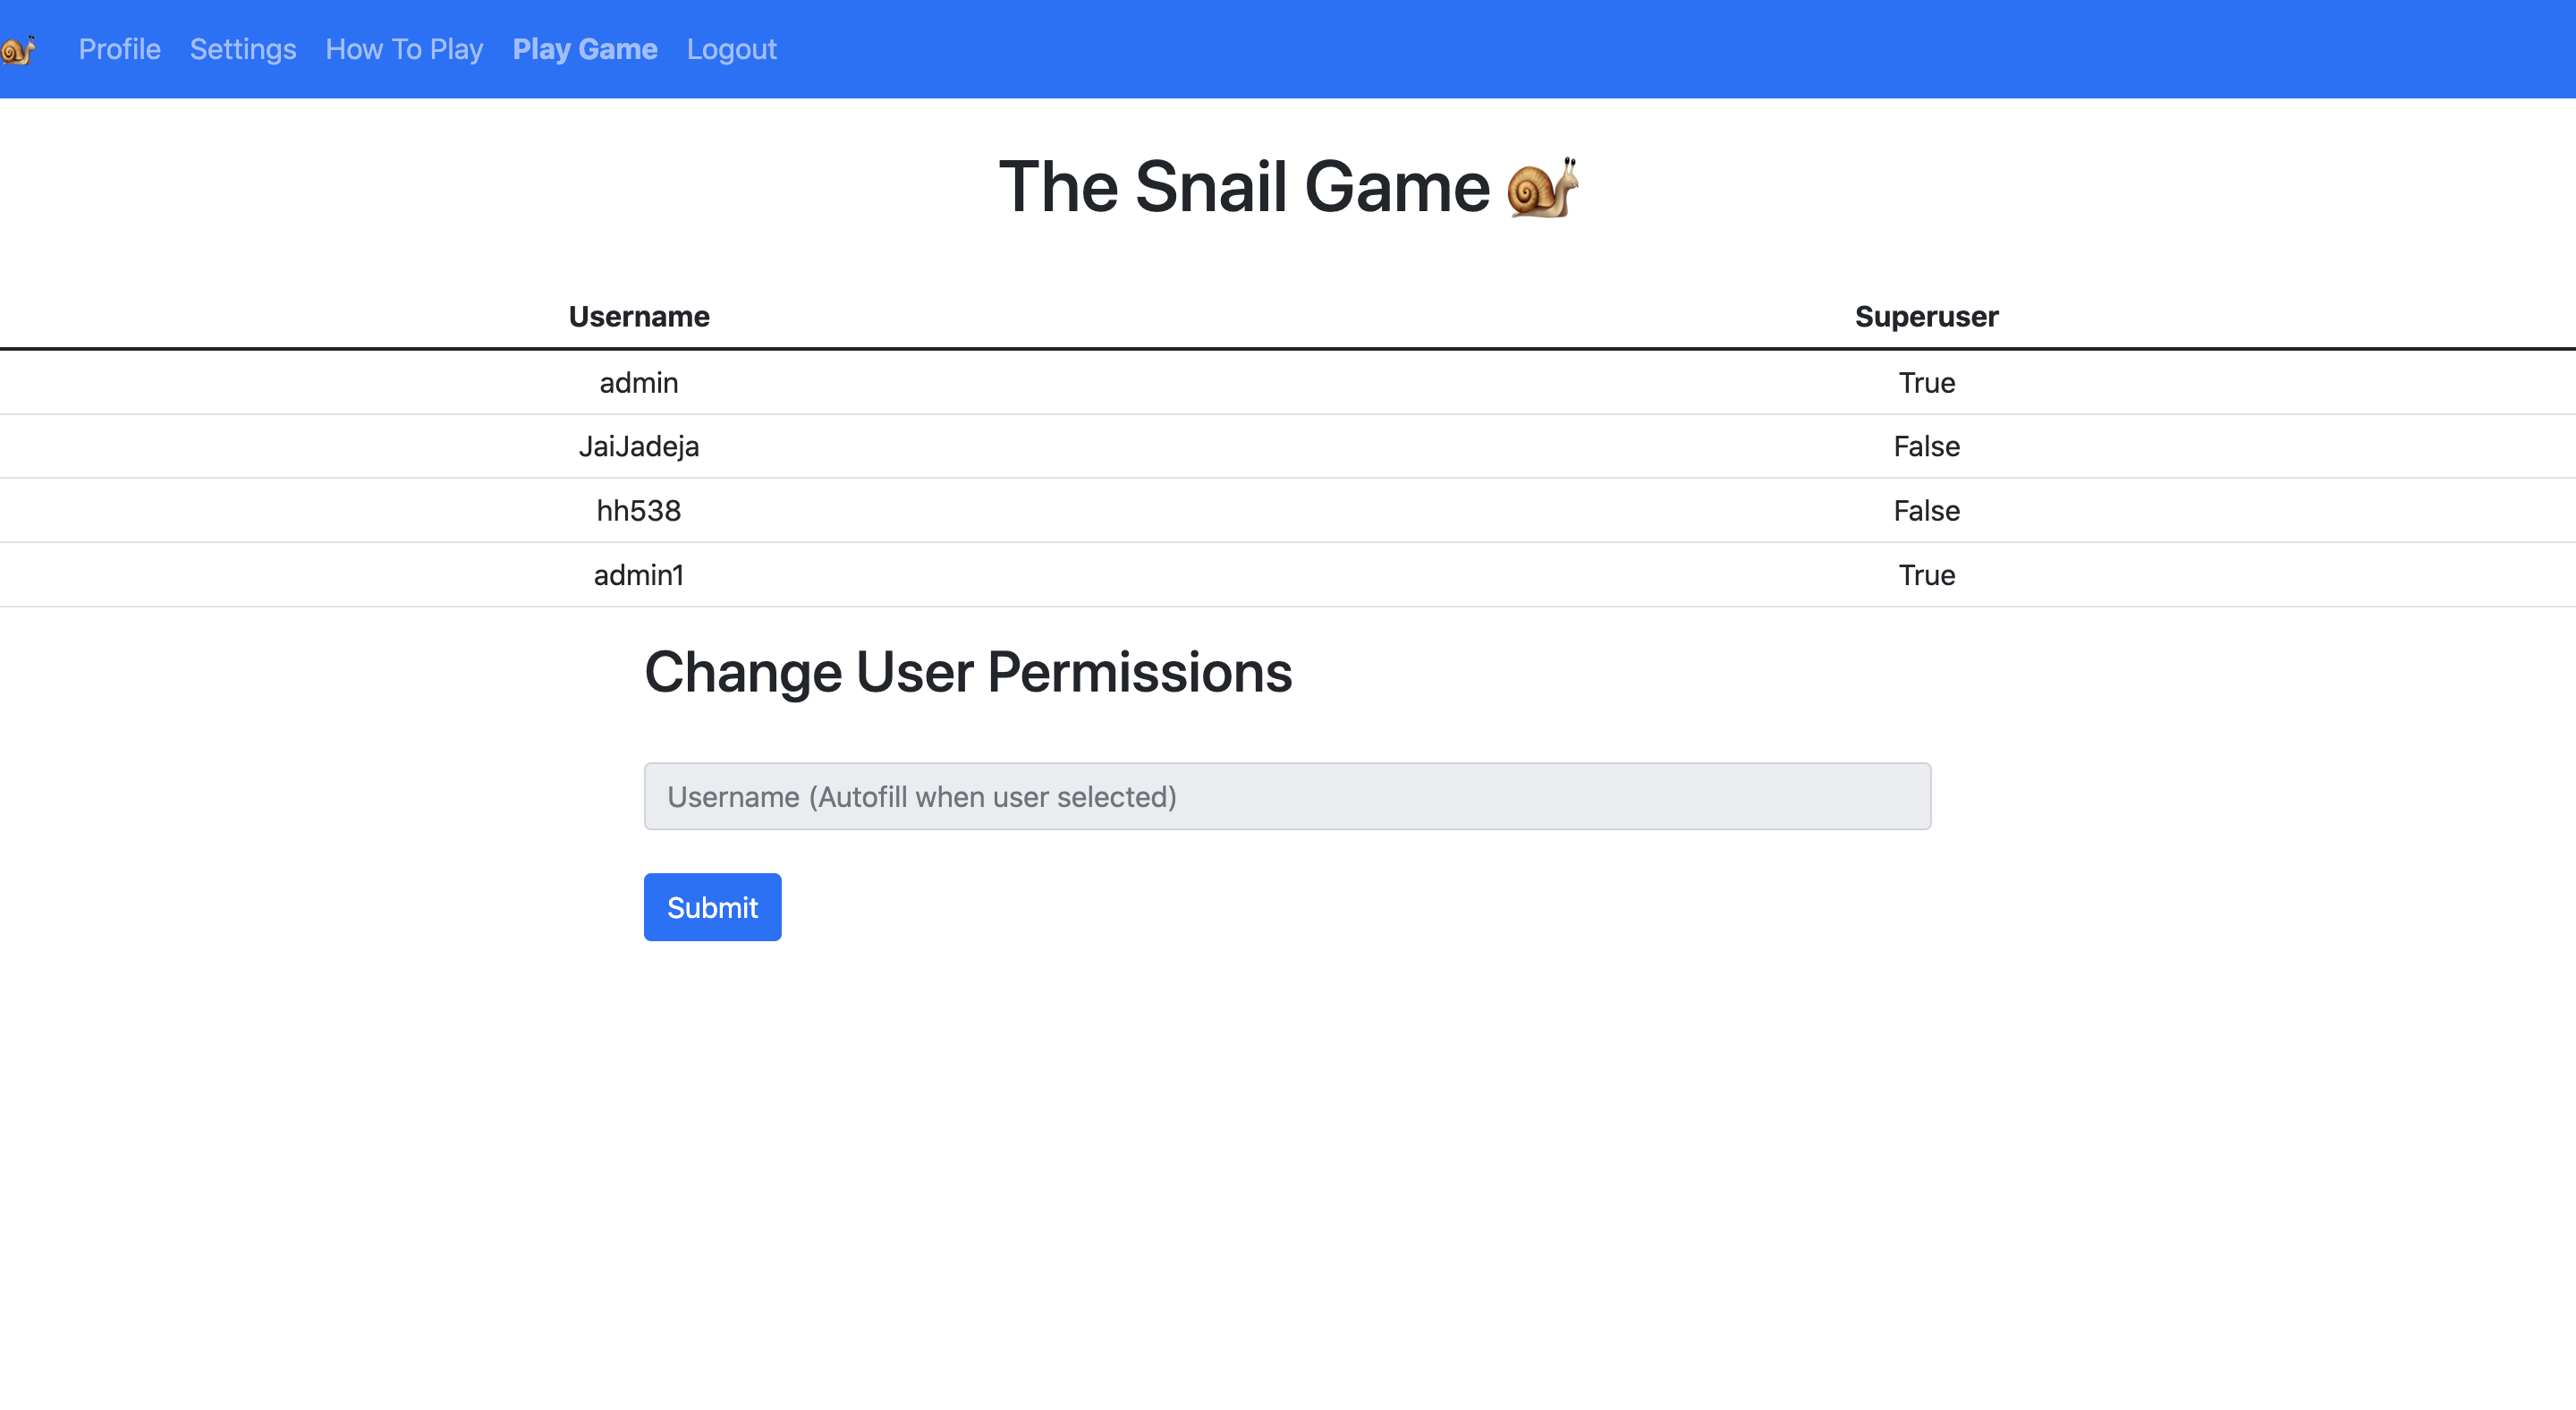 Profile Settings How To Play Play Game Logout
The Snail Game 🐌
Username Superuser
admin True
JaiJadeja False
hh538 False
admin1 True
Change User Permissions
Username (Autofill when user selected)
Submit